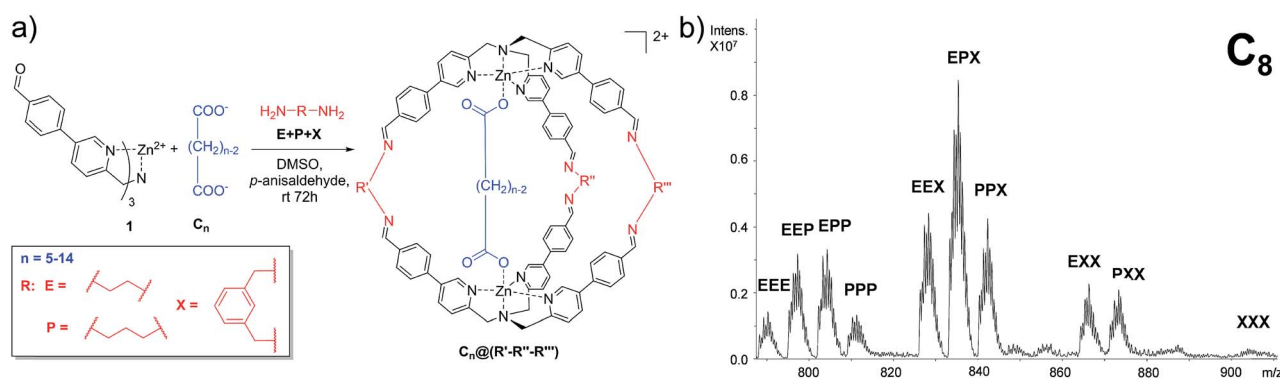 a)
O
N
Zn²⁺
N
3
1
+
COO⁻
(CH₂)n-2
COO⁻
Cₙ
H₂N-R-NH₂
E+P+X
DMSO,
p-anisaldehyde,
rt 72h
n = 5-14
R: E =
P =
X =
2+
N
N
Zn
N
N
O
O
N
N
N
R'
(CH₂)n-2
R''
R'''
N
N
N
O
O
N
N
Zn
N
N
Cₙ@(R'-R''-R''')
b)
Intens.
X10⁷
0.8
0.6
0.4
0.2
0.0
C₈
EEE
EEP
EPP
PPP
EEX
EPX
PPX
EXX
PXX
XXX
800
820
840
860
880
900
m/z